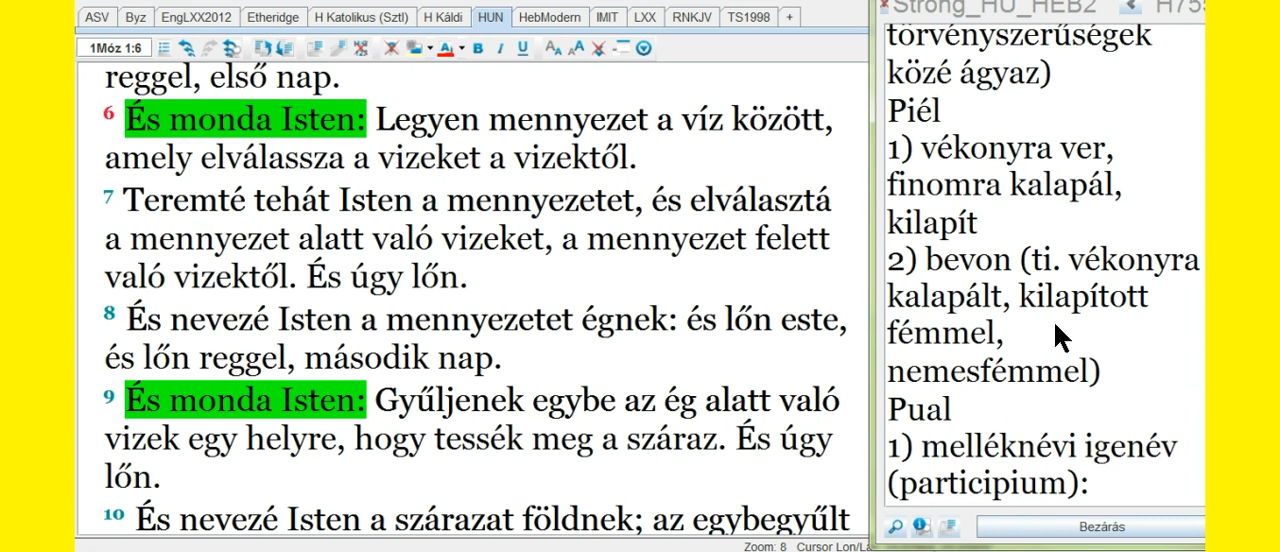 ASV Byz EngLXX2012 Etheridge H Katolikus (Sztl) H Káldi HUN HebModern IMIT LXX RNKJV TS1998 +
1Móz 1:6
reggel, első nap.
6 És monda Isten: Legyen mennyezet a víz között,
amely elválassza a vizeket a vizektől.
7 Teremté tehát Isten a mennyezetet, és elválasztá
a mennyezet alatt való vizeket, a mennyezet felett
való vizektől. És úgy lőn.
8 És nevezé Isten a mennyezetet égnek: és lőn este,
és lőn reggel, második nap.
9 És monda Isten: Gyűljenek egybe az ég alatt való
vizek egy helyre, hogy tessék meg a száraz. És úgy
lőn.
10 És nevezé Isten a szárazat földnek; az egybegyűlt
Zoom: 8 Cursor Lon/La
Strong_HU_HEB2
törvényszerűségek
közé ágyaz)
Piél
1) vékonyra ver,
finomra kalapál,
kilapít
2) bevon (ti. vékonyra
kalapált, kilapított
fémmel,
nemesfémmel)
Pual
1) melléknévi igenév
(participium):
Bezárás